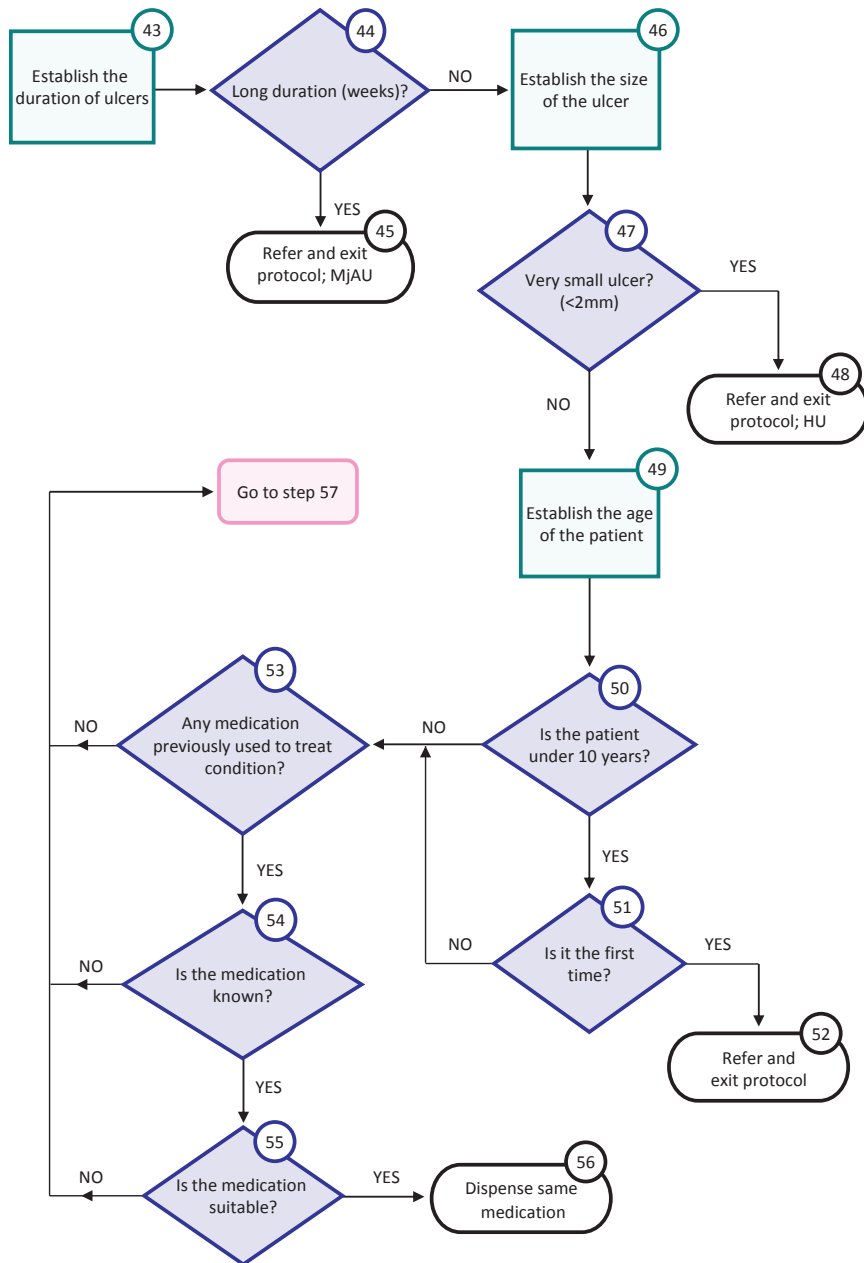 43
Establish the
duration of ulcers
44
Long duration (weeks)?
NO
46
Establish the size
of the ulcer
YES
45
Refer and exit
protocol; MjAU
47
Very small ulcer?
(<2mm)
YES
48
Refer and exit
protocol; HU
NO
49
Establish the age
of the patient
Go to step 57
50
Is the patient
under 10 years?
NO
53
Any medication
previously used to treat
condition?
NO
YES
51
Is it the first
time?
NO
YES
52
Refer and
exit protocol
YES
54
Is the medication
known?
NO
YES
55
Is the medication
suitable?
NO
YES
56
Dispense same
medication